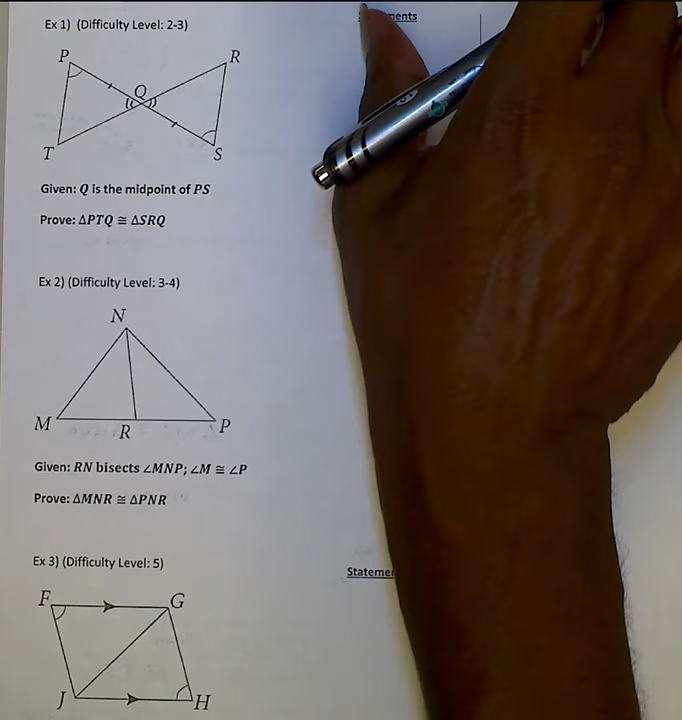 Ex 1) (Difficulty Level: 2-3)
P
R
Q
T
S
Given: Q is the midpoint of PS
Prove: ΔPTQ ≅ ΔSRQ
Ex 2) (Difficulty Level: 3-4)
N
M
R
P
Given: RN bisects ∠MNP; ∠M ≅ ∠P
Prove: ΔMNR ≅ ΔPNR
Ex 3) (Difficulty Level: 5)
F
G
J
H